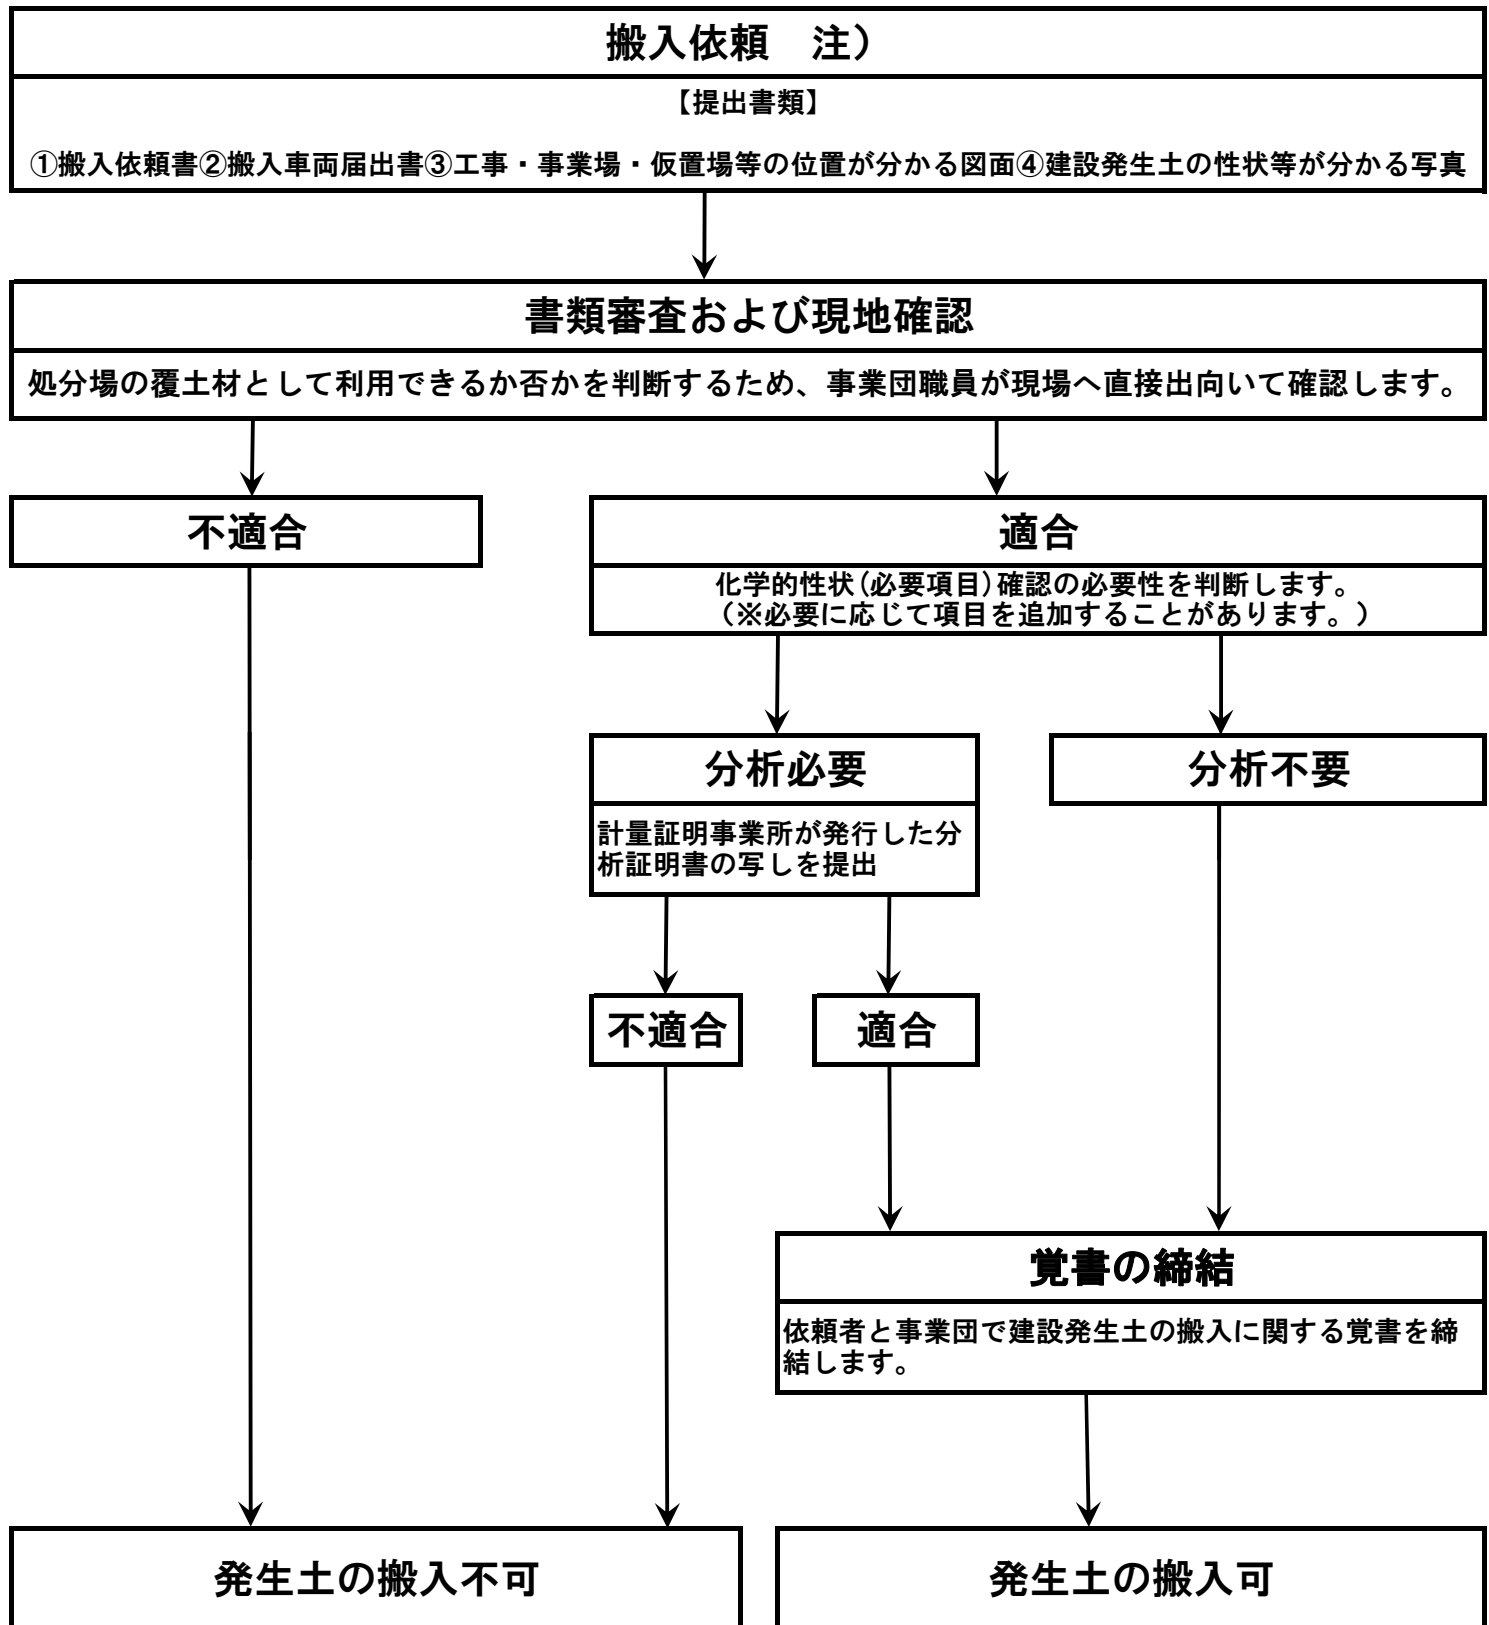 搬入依頼　注）
【提出書類】
①搬入依頼書②搬入車両届出書③工事・事業場・仮置場等の位置が分かる図面④建設発生土の性状等が分かる写真
書類審査および現地確認
処分場の覆土材として利用できるか否かを判断するため、事業団職員が現場へ直接出向いて確認します。
不適合
適合
化学的性状(必要項目)確認の必要性を判断します。
（※必要に応じて項目を追加することがあります。）
分析必要
分析不要
計量証明事業所が発行した分
析証明書の写しを提出
不適合
適合
覚書の締結
依頼者と事業団で建設発生土の搬入に関する覚書を締
結します。
発生土の搬入不可
発生土の搬入可